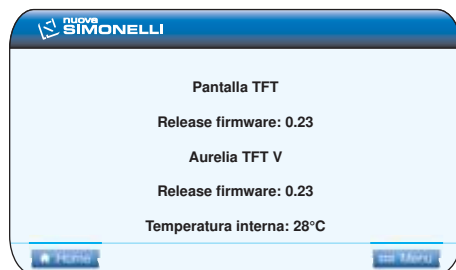 nuova
SIMONELLI
Pantalla TFT
Release firmware: 0.23
Aurelia TFT V
Release firmware: 0.23
Temperatura interna: 28°C
Home
Menu